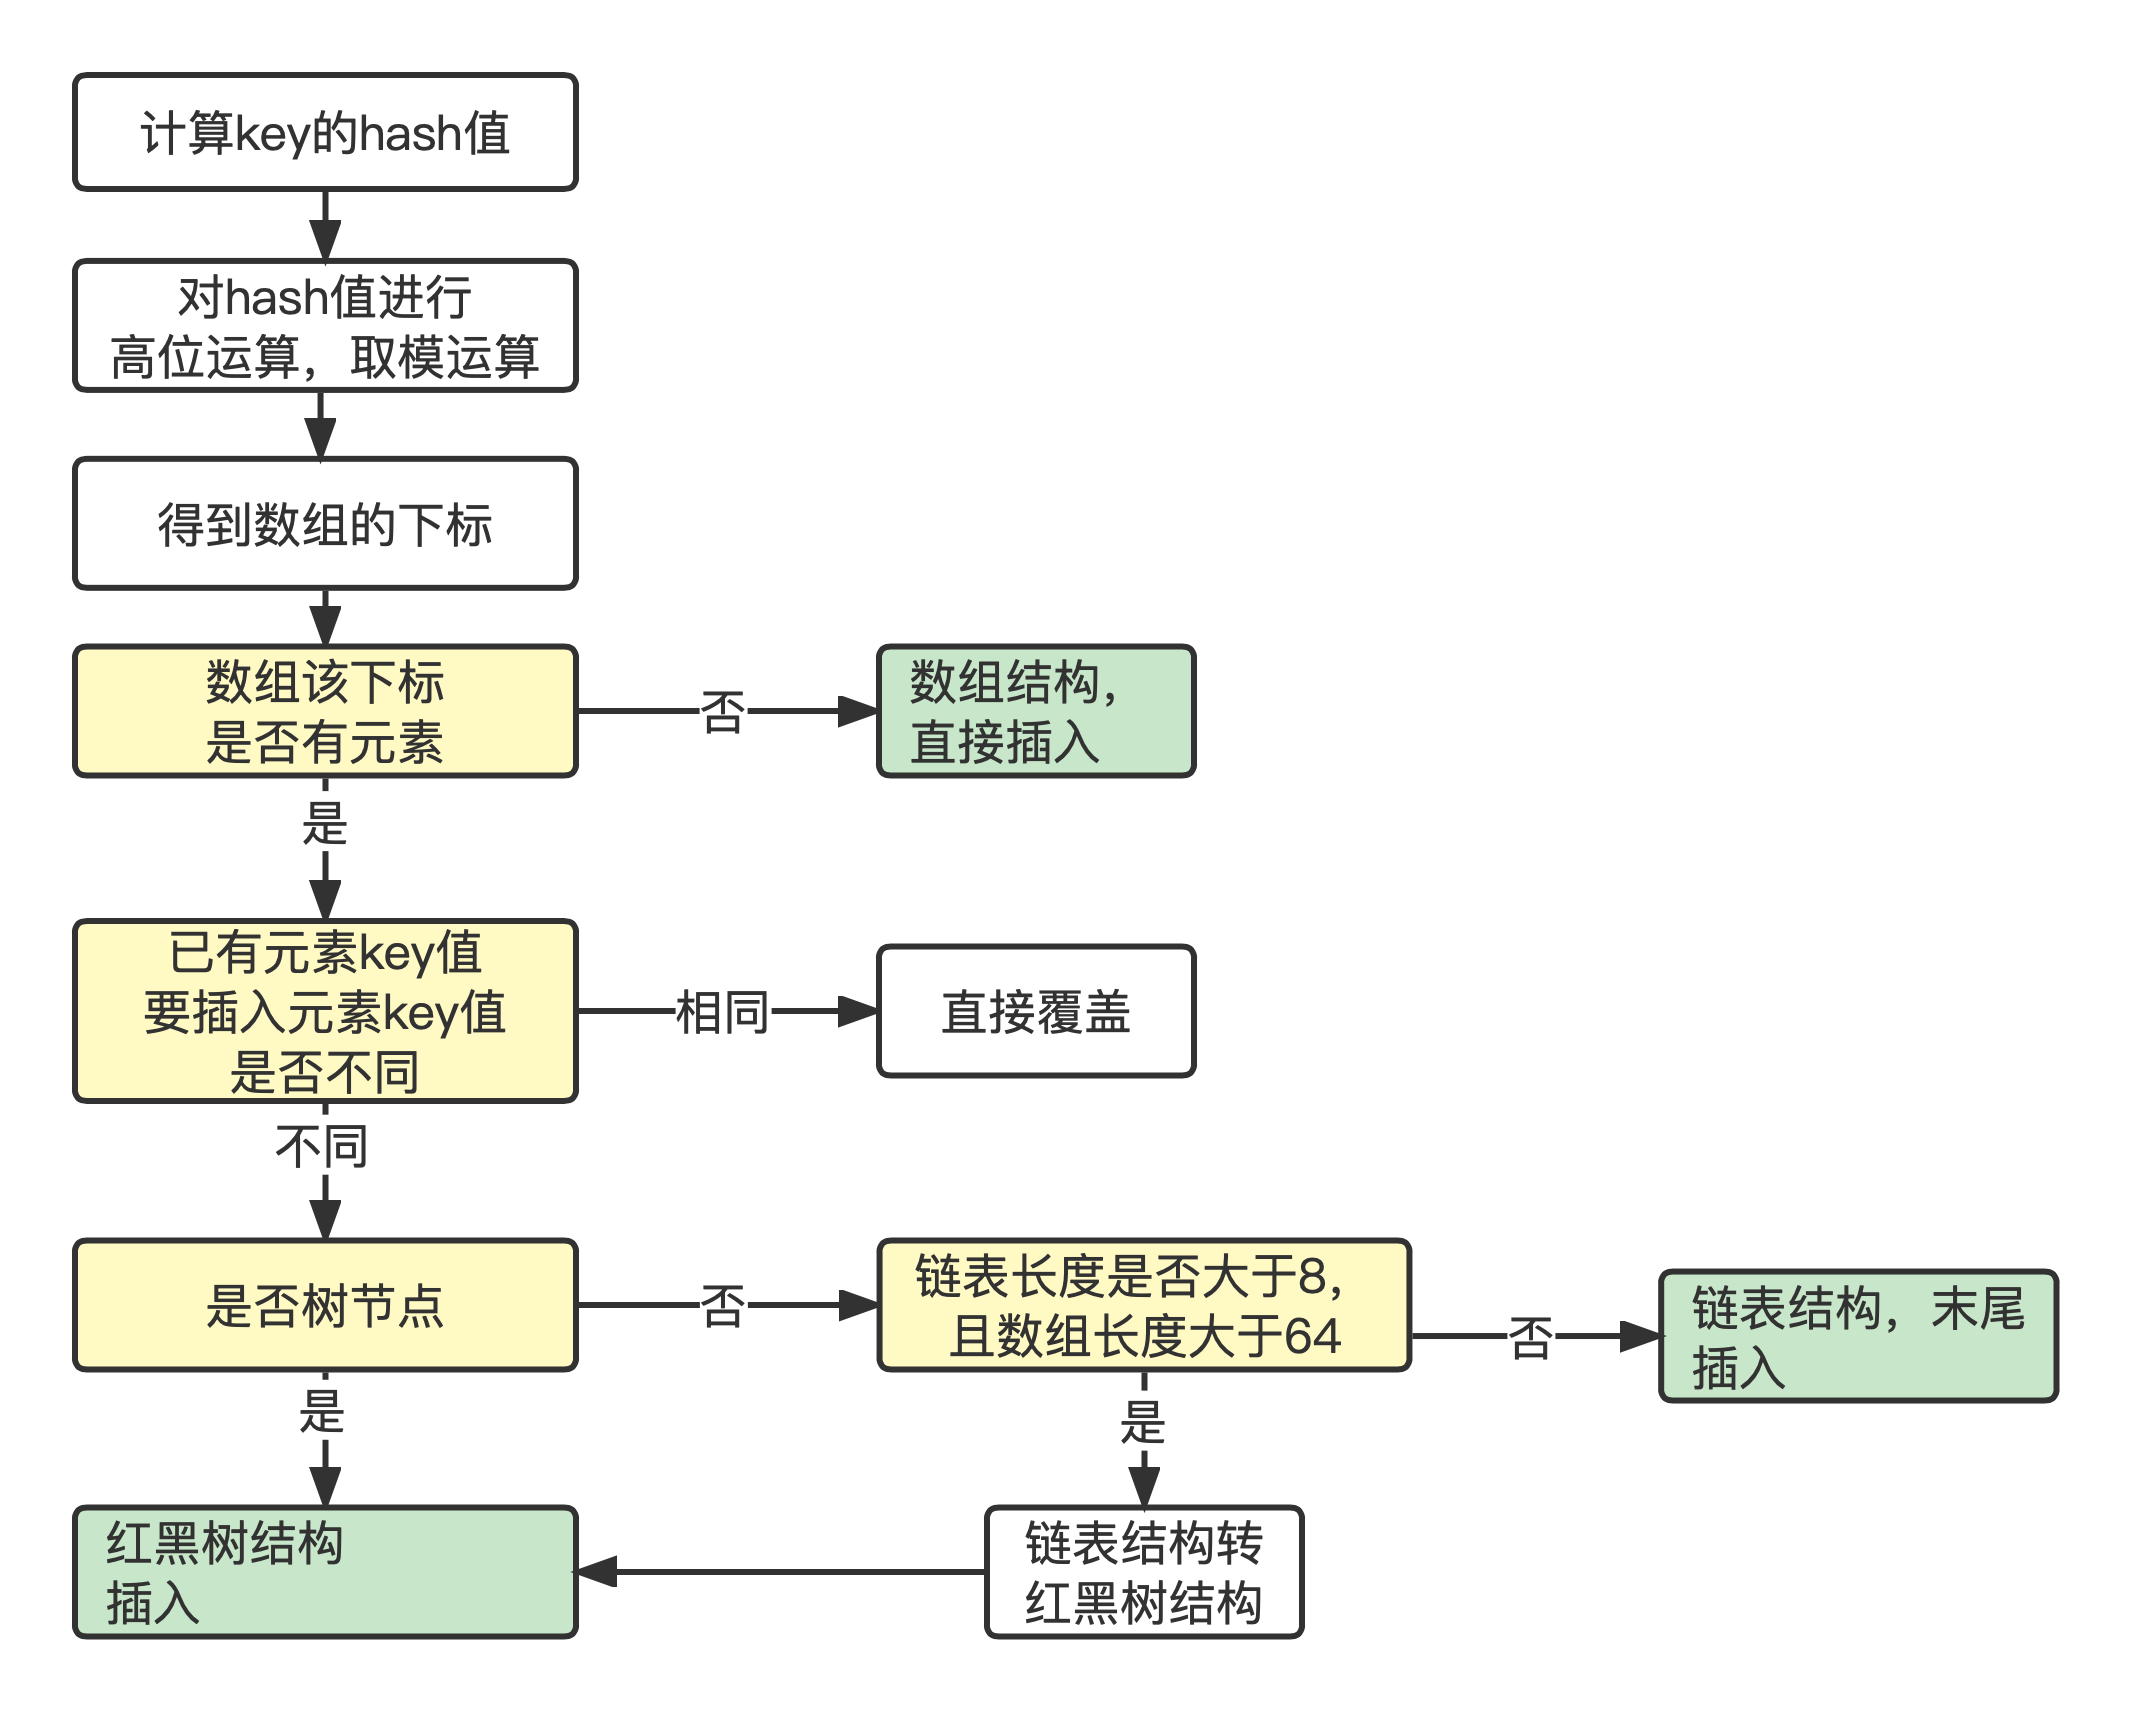 计算key的hash值
对hash值进行
高位运算，取模运算
得到数组的下标
数组该下标
是否有元素
否
数组结构，
直接插入
是
已有元素key值
要插入元素key值
是否不同
相同
直接覆盖
不同
是否树节点
否
链表长度是否大于8，
且数组长度大于64
否
链表结构，末尾
插入
是
是
红黑树结构
插入
链表结构转
红黑树结构